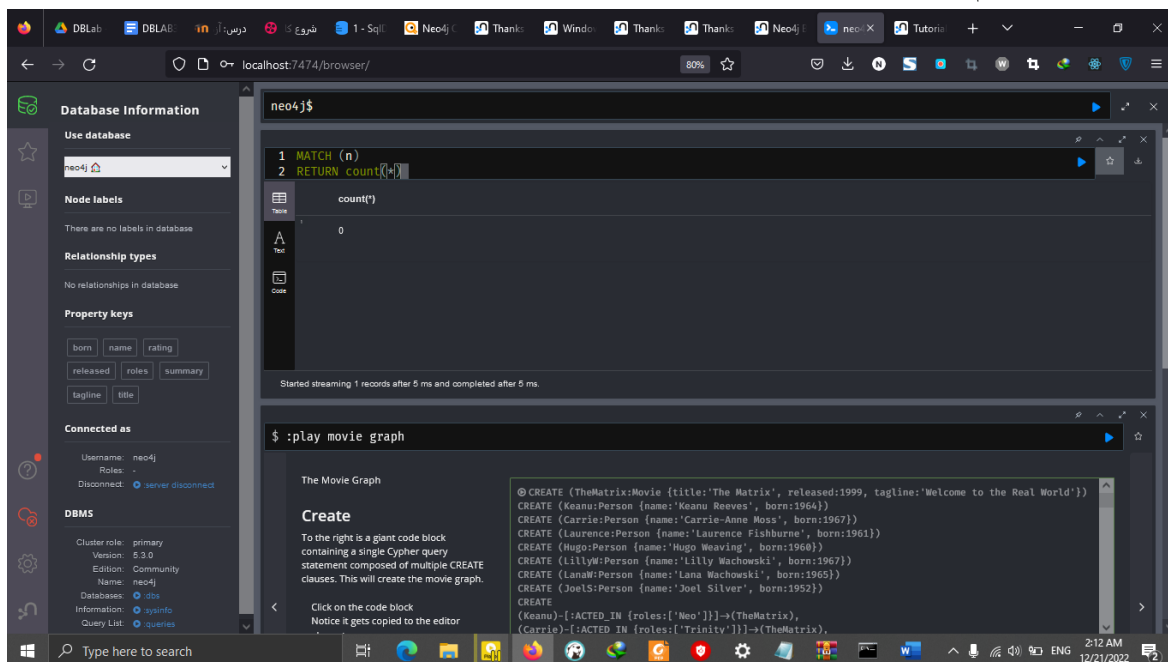 DBLab
DBLAB
درس: آز
شروع کا
1 - SqlD
Neo4j C
Thanks
Windo
Thanks
Thanks
Neo4j B
neo4
Tutoria
localhost:7474/browser/
80%
Database Information
Use database
neo4j
Node labels
There are no labels in database
Relationship types
No relationships in database
Property keys
born name rating
released roles summary
tagline title
Connected as
Username: neo4j
Roles: -
Disconnect: :server disconnect
DBMS
Cluster role: primary
Version: 5.3.0
Edition: Community
Name: neo4j
Databases: :dbs
Information: :sysinfo
Query List: :queries
neo4j$
1 MATCH (n)
2 RETURN count(*)
Table
Text
Code
count(*)
0
Started streaming 1 records after 5 ms and completed after 5 ms.
$ :play movie graph
The Movie Graph
Create
To the right is a giant code block
containing a single Cypher query
statement composed of multiple CREATE
clauses. This will create the movie graph.
Click on the code block
Notice it gets copied to the editor
CREATE (TheMatrix:Movie {title:'The Matrix', released:1999, tagline:'Welcome to the Real World'})
CREATE (Keanu:Person {name:'Keanu Reeves', born:1964})
CREATE (Carrie:Person {name:'Carrie-Anne Moss', born:1967})
CREATE (Laurence:Person {name:'Laurence Fishburne', born:1961})
CREATE (Hugo:Person {name:'Hugo Weaving', born:1960})
CREATE (LillyW:Person {name:'Lilly Wachowski', born:1967})
CREATE (LanaW:Person {name:'Lana Wachowski', born:1965})
CREATE (JoelS:Person {name:'Joel Silver', born:1952})
CREATE
(Keanu)-[:ACTED_IN {roles:['Neo']}]→(TheMatrix),
(Carrie)-[:ACTED_IN {roles:['Trinity']}]→(TheMatrix),
Type here to search
ENG
2:12 AM
12/21/2022